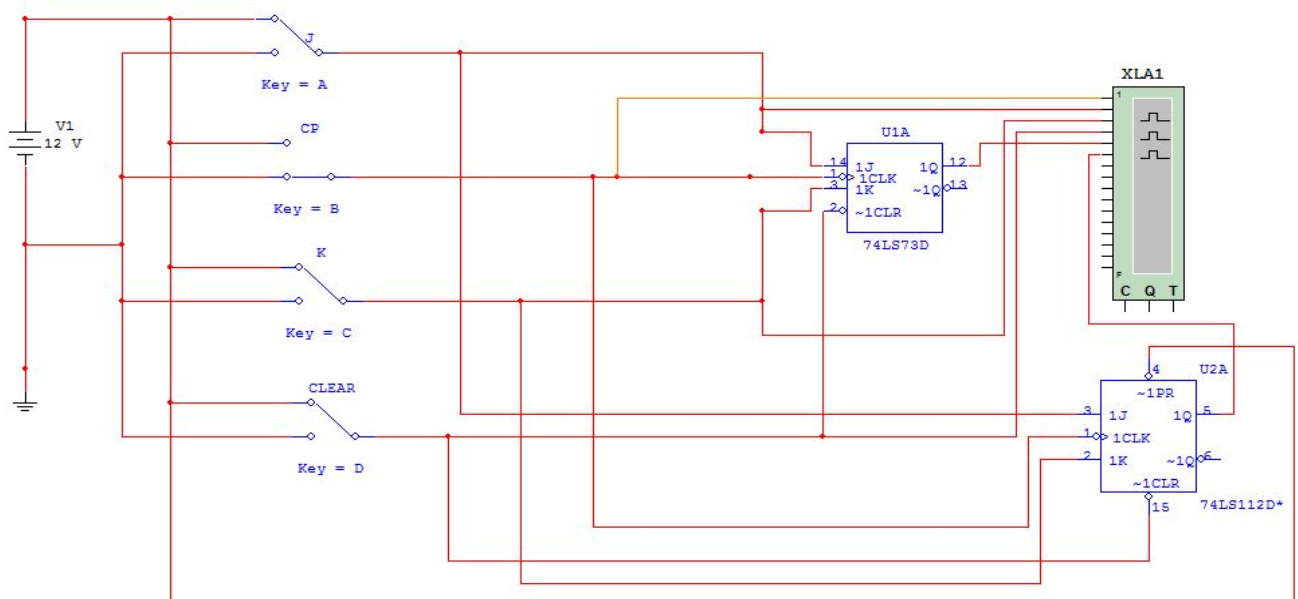 J
Key = A
V1
12 V
CP
Key = B
K
Key = C
CLEAR
Key = D
U1A
14 1J 1Q 12
1 1CLK
3 1K ~1Q 13
2 ~1CLR
74LS73D
XLA1
1
F
C Q T
4 U2A
~1PR
3 1J 1Q 5
1 1CLK
2 1K ~1Q 6
~1CLR
15 74LS112D*